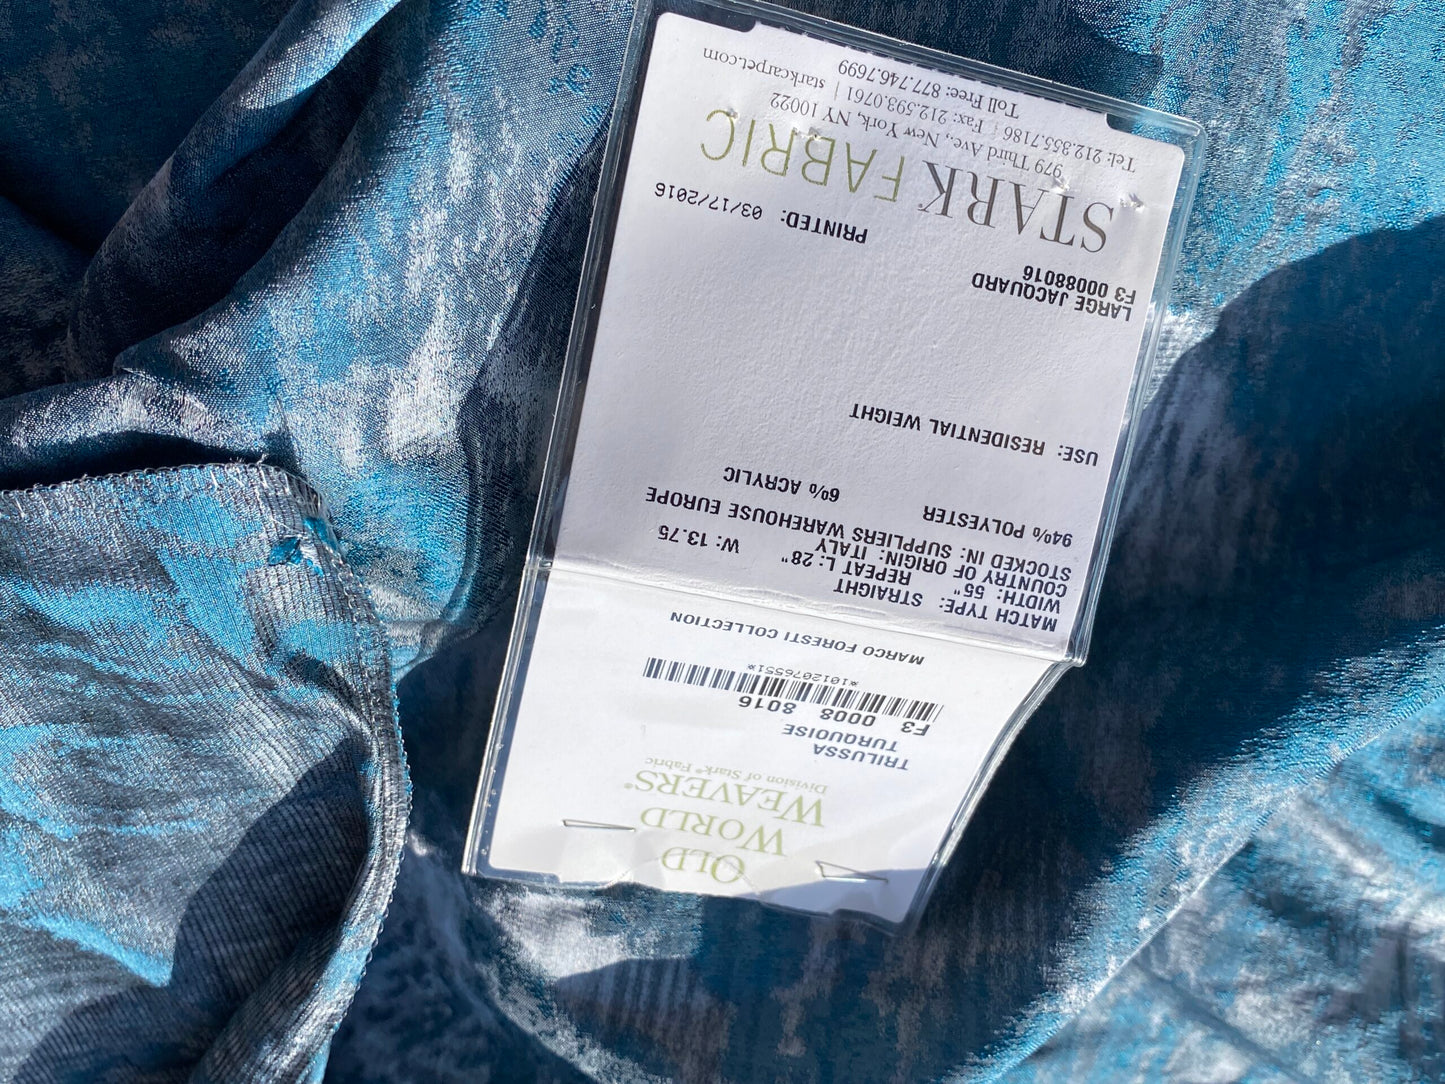 OLD
WORLD
WEAVERS®
Division of Stark® Fabric
TRILUSSA
TURQUOISE
F3 0008 8016
*1012076551*
MARCO FORESTI COLLECTION
MATCH TYPE: STRAIGHT
WIDTH: 55" REPEAT L: 28" W: 13.75
COUNTRY OF ORIGIN: ITALY
STOCKED IN: SUPPLIERS WAREHOUSE EUROPE
94% POLYESTER 6% ACRYLIC
USE: RESIDENTIAL WEIGHT
LARGE JACQUARD
F3 00088016
PRINTED: 03/17/2016
STARK® FABRIC
979 Third Ave., New York, NY 10022
Tel: 212.855.7186 | Fax: 212.593.0761 | starkcarpet.com
Toll Free: 877.746.7699